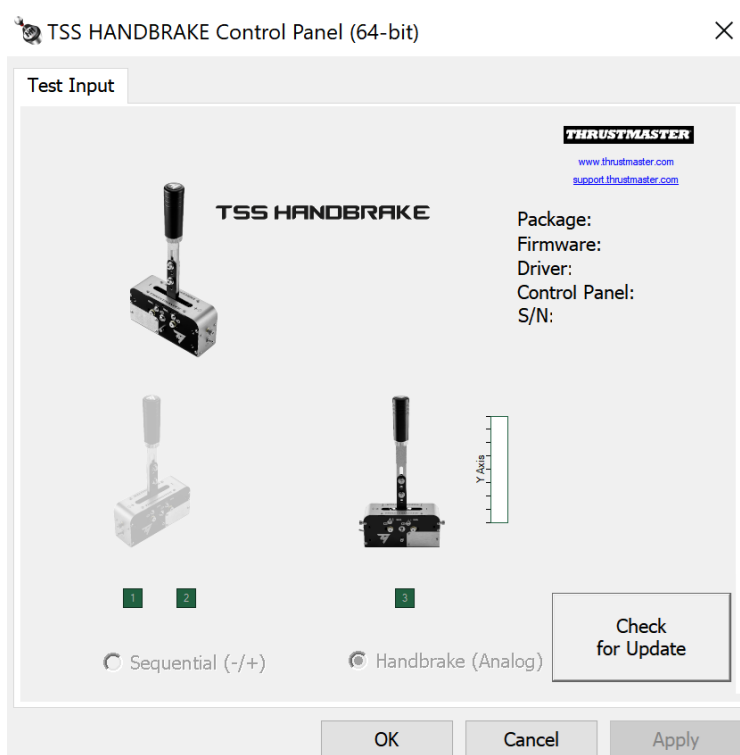 TSS HANDBRAKE Control Panel (64-bit)
Test Input
THRUSTMASTER
www.thrustmaster.com
support.thrustmaster.com
TSS HANDBRAKE
Package:
Firmware:
Driver:
Control Panel:
S/N:
Y Axis
1 2 3
Check
for Update
Sequential (-/+) Handbrake (Analog)
OK Cancel Apply